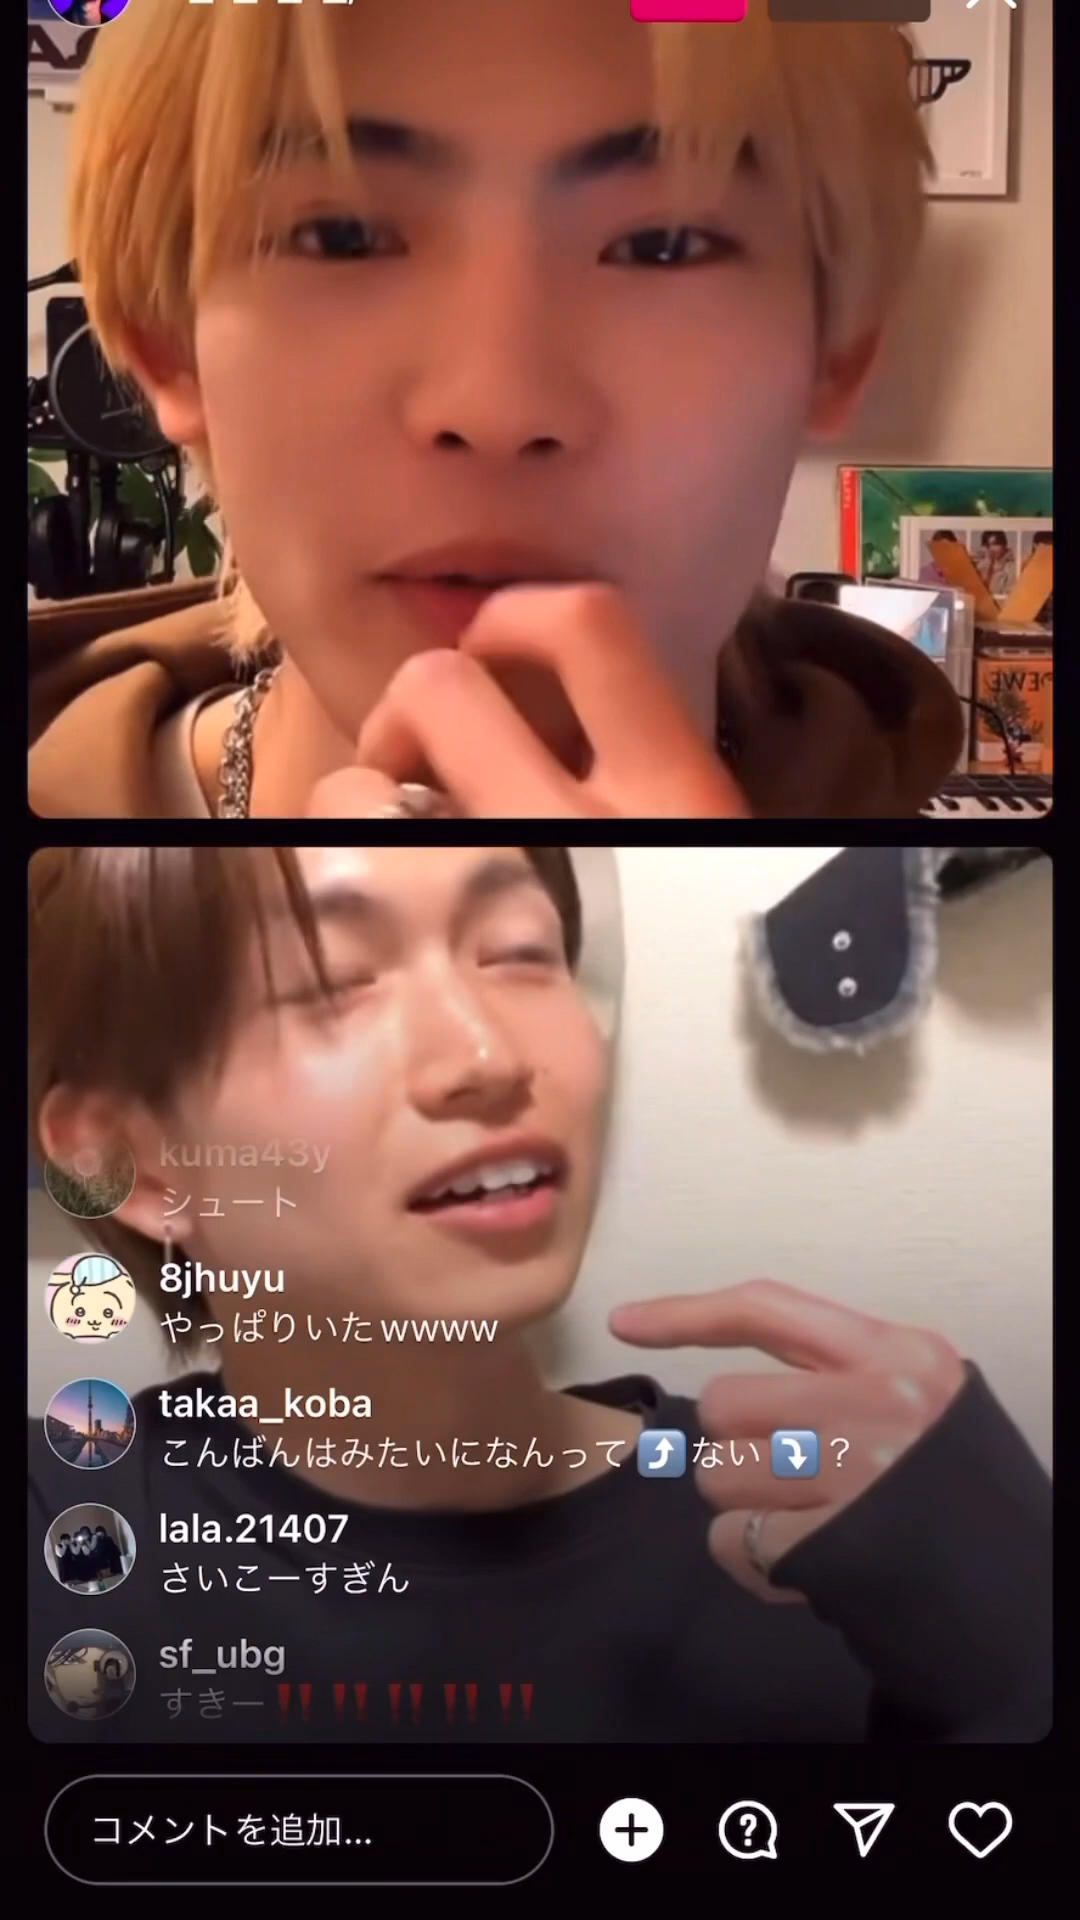 kuma43y
シュート
8jhuyu
やっぱりいたwwww
takaa_koba
こんばんはみたいになんって⤴️ない⤵️？
lala.21407
さいこーすぎん
sf_ubg
すきー‼️‼️‼️‼️‼️
コメントを追加...